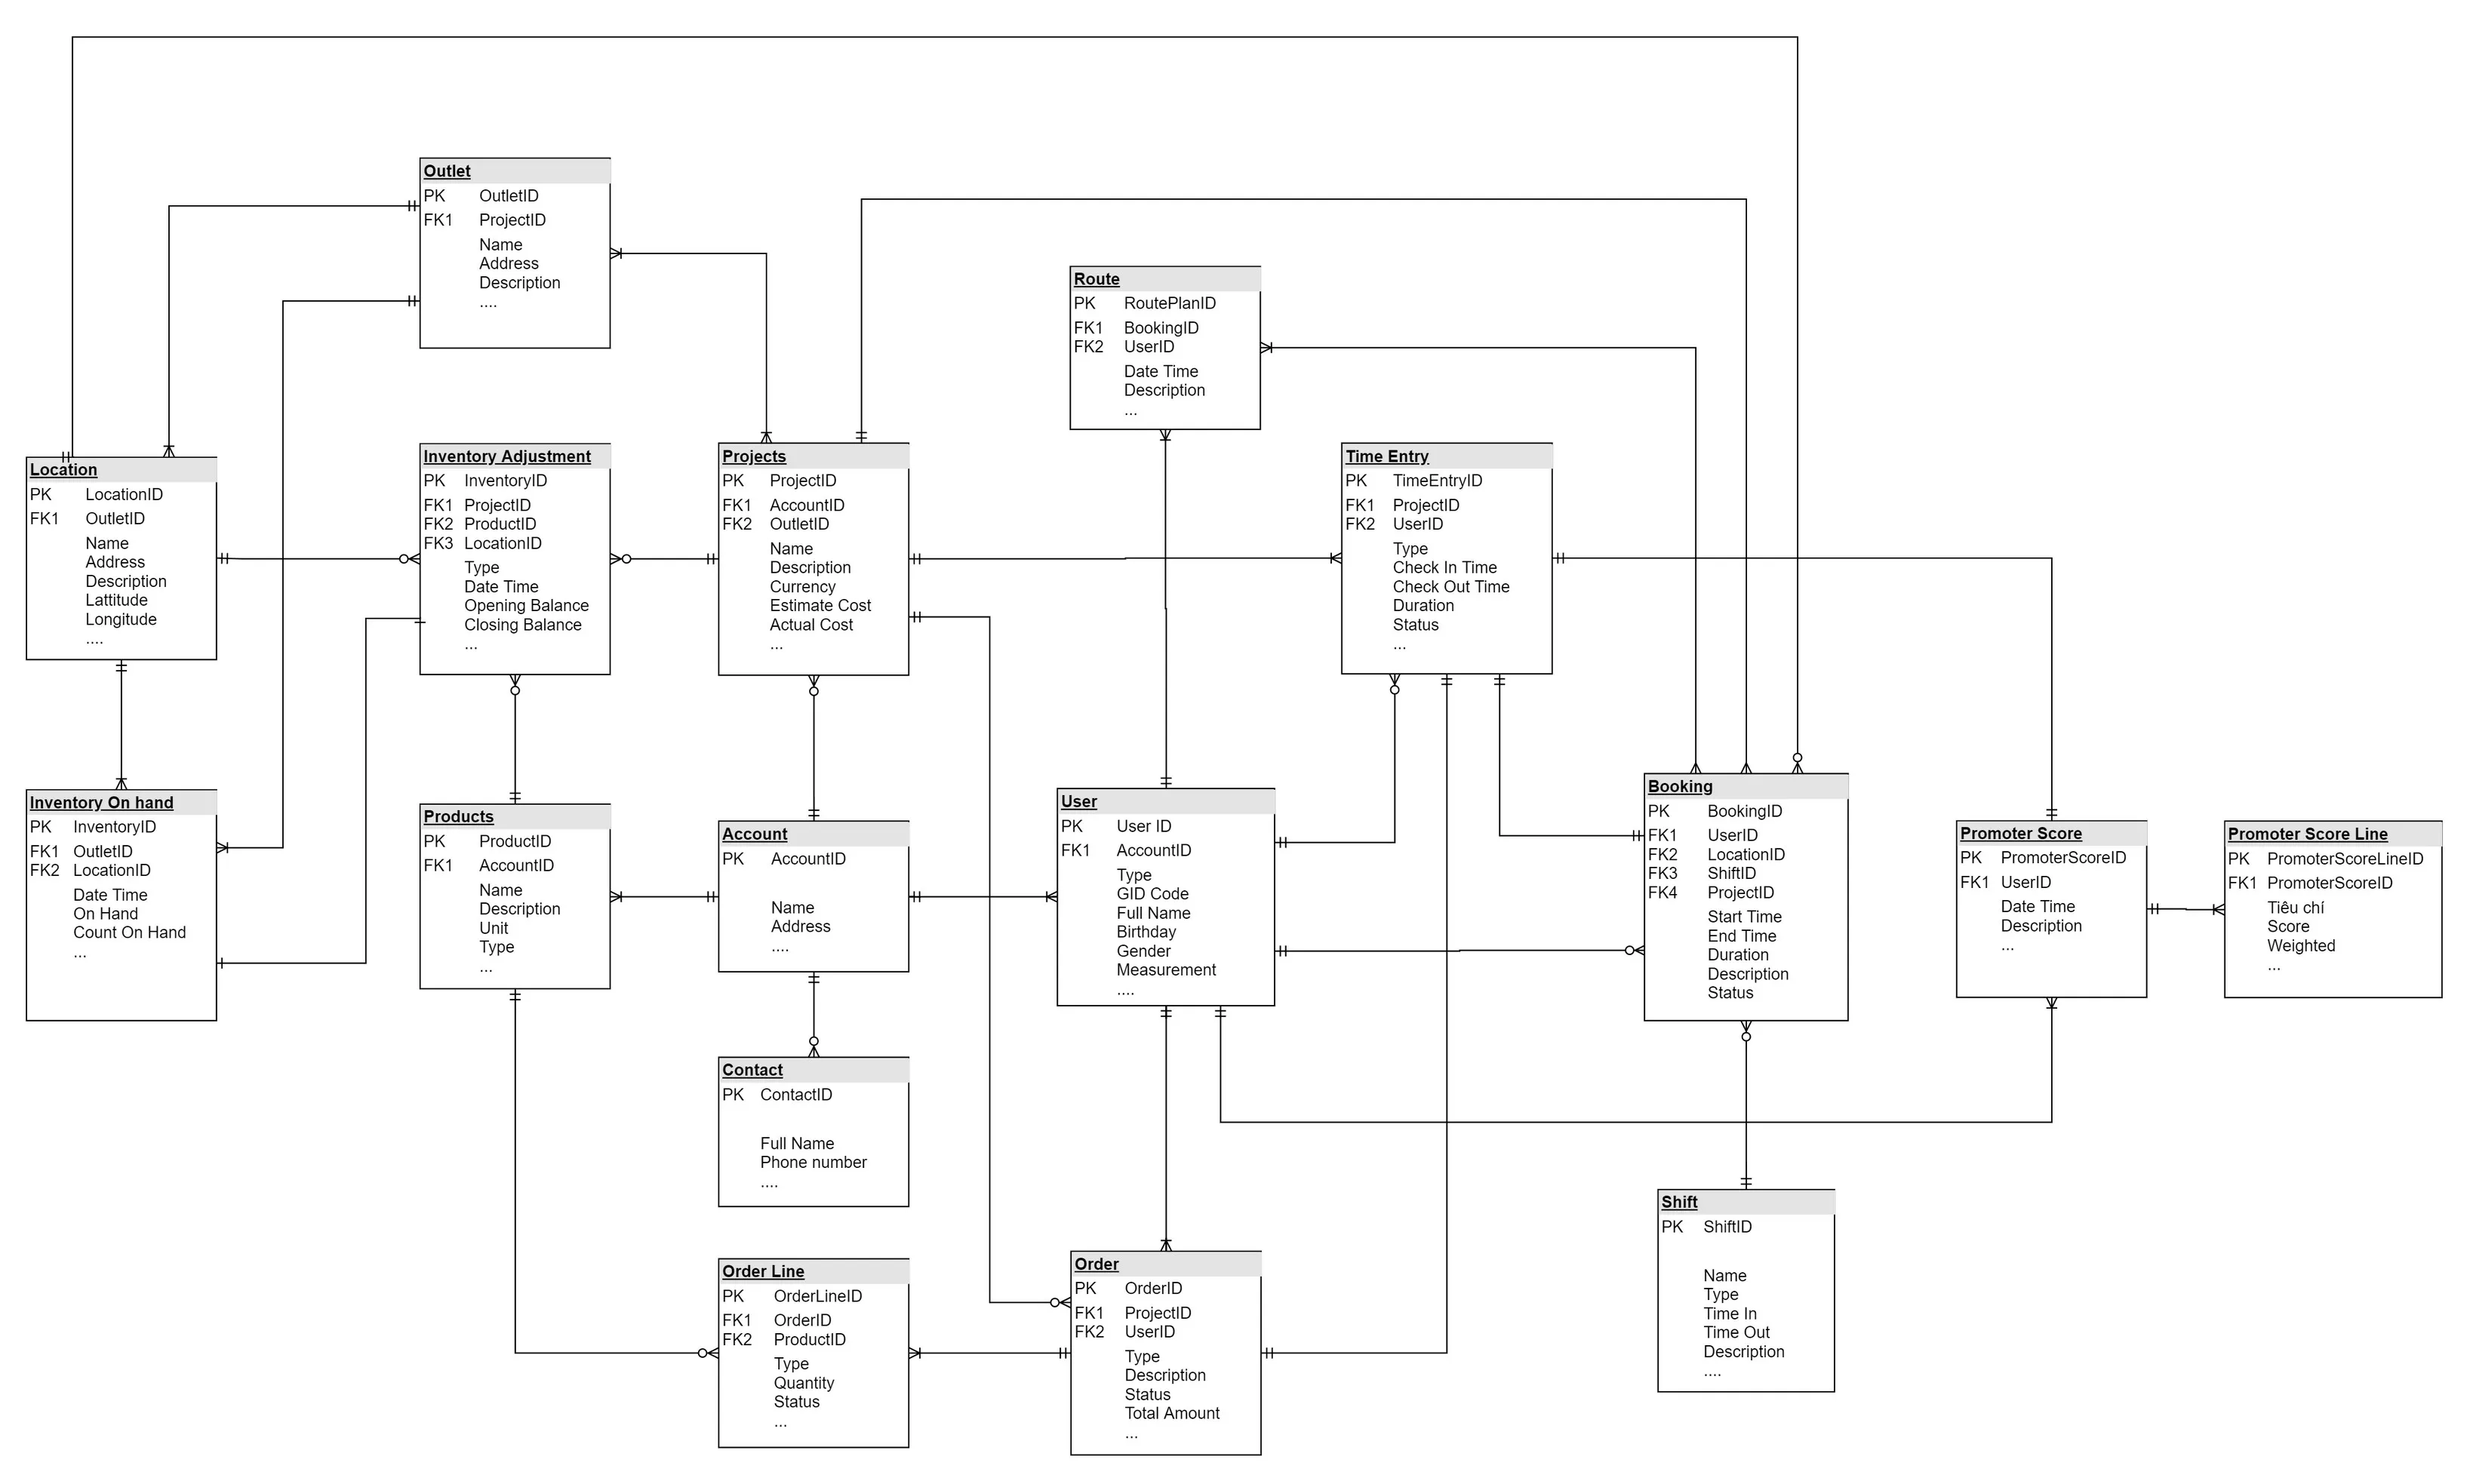 Outlet
PK OutletID
FK1 ProjectID
Name
Address
Description
....
Route
PK RoutePlanID
FK1 BookingID
FK2 UserID
Date Time
Description
...
Location
PK LocationID
FK1 OutletID
Name
Address
Description
Lattitude
Longitude
....
Inventory Adjustment
PK InventoryID
FK1 ProjectID
FK2 ProductID
FK3 LocationID
Type
Date Time
Opening Balance
Closing Balance
...
Projects
PK ProjectID
FK1 AccountID
FK2 OutletID
Name
Description
Currency
Estimate Cost
Actual Cost
...
Time Entry
PK TimeEntryID
FK1 ProjectID
FK2 UserID
Type
Check In Time
Check Out Time
Duration
Status
...
Inventory On hand
PK InventoryID
FK1 OutletID
FK2 LocationID
Date Time
On Hand
Count On Hand
...
Products
PK ProductID
FK1 AccountID
Name
Description
Unit
Type
...
Account
PK AccountID
Name
Address
....
User
PK User ID
FK1 AccountID
Type
GID Code
Full Name
Birthday
Gender
Measurement
....
Booking
PK BookingID
FK1 UserID
FK2 LocationID
FK3 ShiftID
FK4 ProjectID
Start Time
End Time
Duration
Description
Status
Promoter Score
PK PromoterScoreID
FK1 UserID
Date Time
Description
...
Promoter Score Line
PK PromoterScoreLineID
FK1 PromoterScoreID
Tiêu chí
Score
Weighted
...
Contact
PK ContactID
Full Name
Phone number
....
Order Line
PK OrderLineID
FK1 OrderID
FK2 ProductID
Type
Quantity
Status
...
Order
PK OrderID
FK1 ProjectID
FK2 UserID
Type
Description
Status
Total Amount
...
Shift
PK ShiftID
Name
Type
Time In
Time Out
Description
....